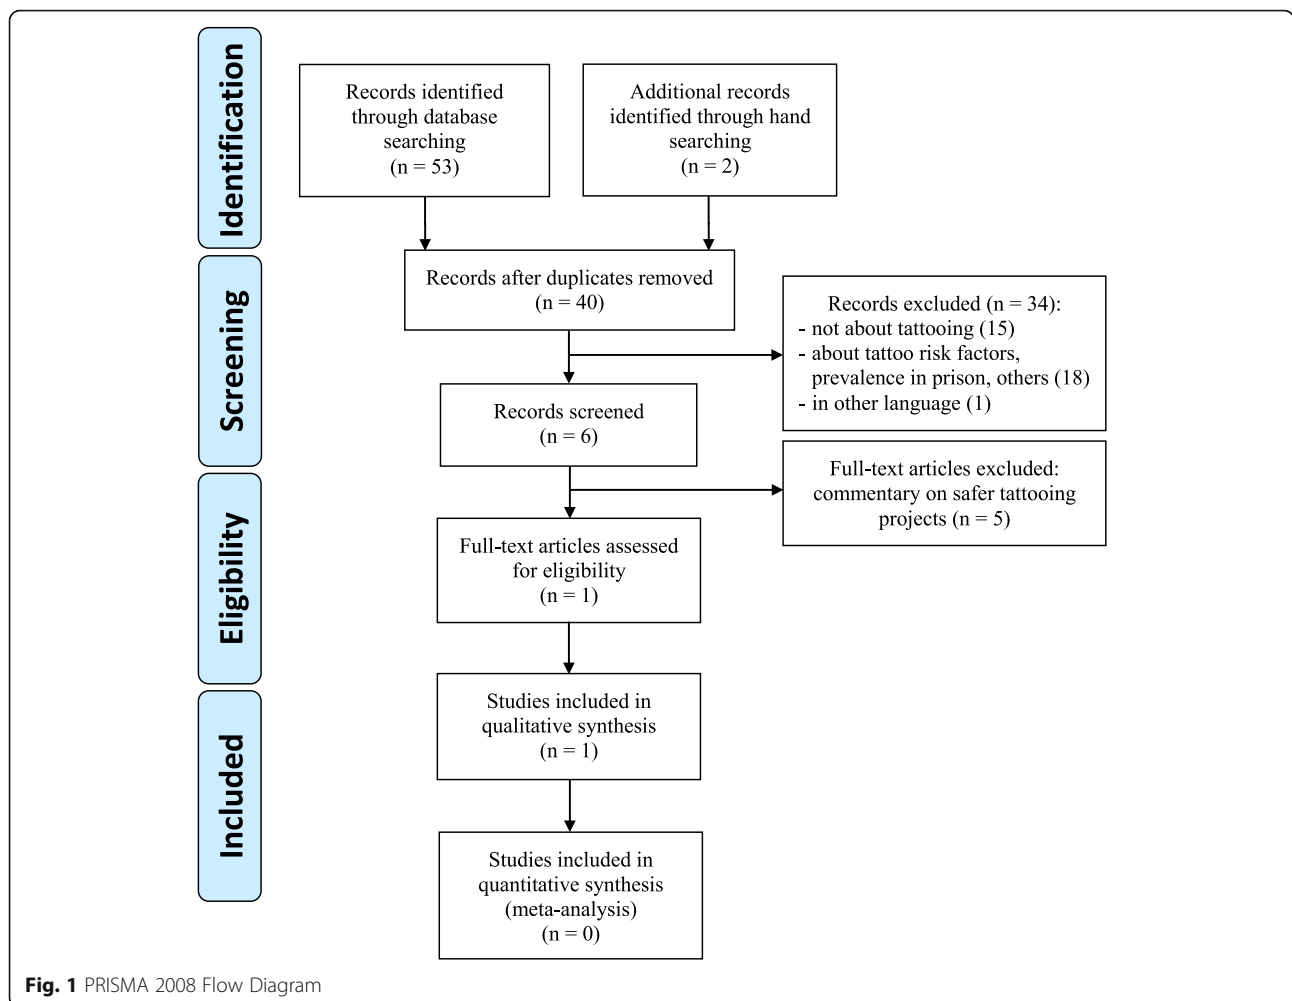 Identification
Records identified
through database
searching
(n = 53)
Additional records
identified through hand
searching
(n = 2)
Screening
Records after duplicates removed
(n = 40)
Records excluded (n = 34):
- not about tattooing (15)
- about tattoo risk factors,
prevalence in prison, others (18)
- in other language (1)
Records screened
(n = 6)
Full-text articles excluded:
commentary on safer tattooing
projects (n = 5)
Eligibility
Full-text articles assessed
for eligibility
(n = 1)
Included
Studies included in
qualitative synthesis
(n = 1)
Studies included in
quantitative synthesis
(meta-analysis)
(n = 0)
Fig. 1 PRISMA 2008 Flow Diagram